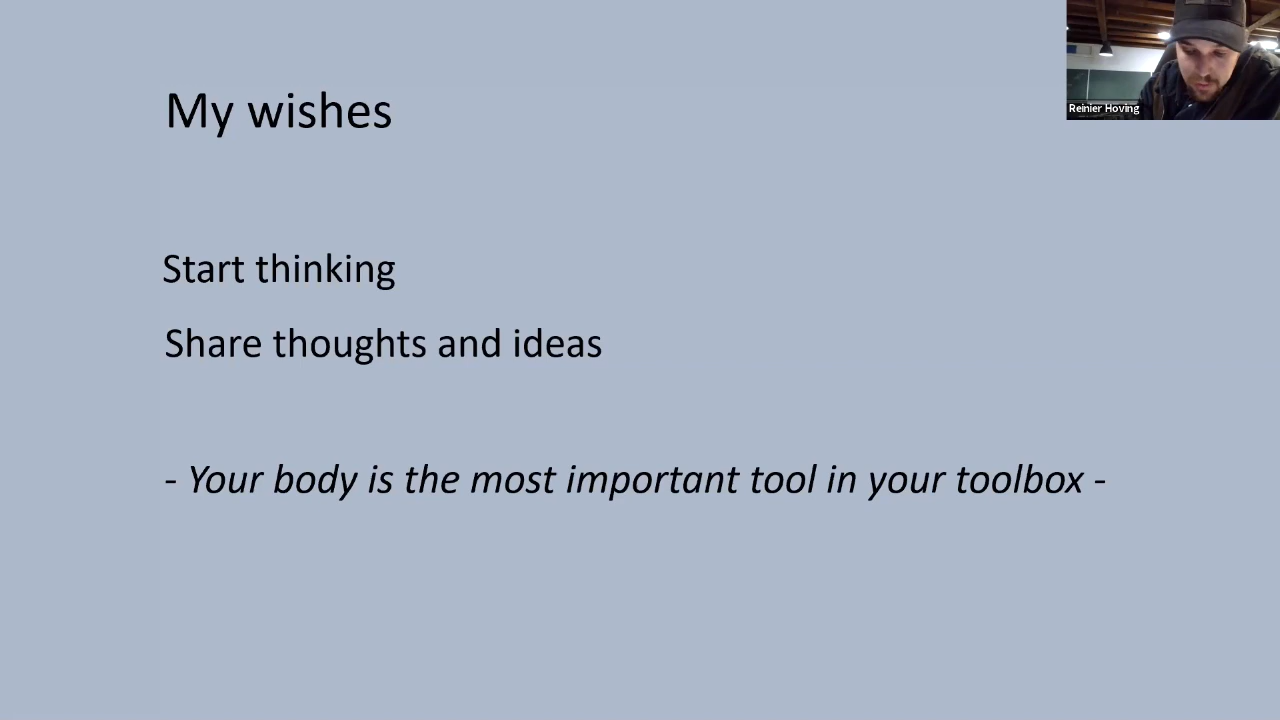 My wishes
Reinier Hoving
Start thinking
Share thoughts and ideas
- Your body is the most important tool in your toolbox -